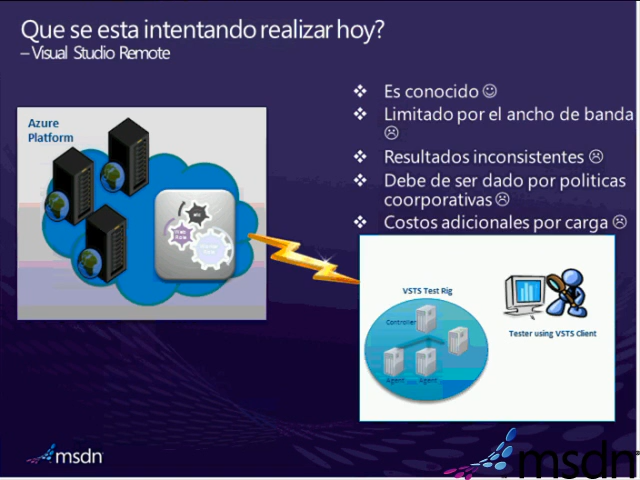 Que se esta intentando realizar hoy?
– Visual Studio Remote
❖ Es conocido ☺
❖ Limitado por el ancho de banda
☹
❖ Resultados inconsistentes ☹
❖ Debe de ser dado por politicas
coorporativas ☹
❖ Costos adicionales por carga ☹
Azure
Platform
VSTS Test Rig
Controller
Agent
Agent
Tester using VSTS Client
msdn
msdn